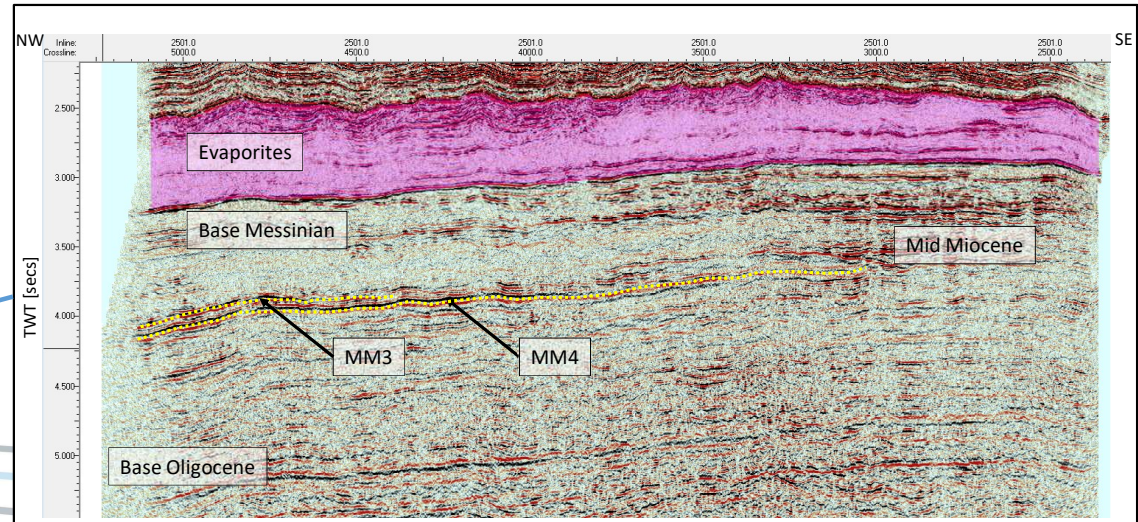 NW
SE
Inline: 2501.0 2501.0 2501.0 2501.0 2501.0 2501.0
Crossline: 5000.0 4500.0 4000.0 3500.0 3000.0 2500.0
2.500
Evaporites
3.000
Base Messinian
3.500
Mid Miocene
TWT [secs]
4.000
MM3
MM4
4.500
5.000
Base Oligocene